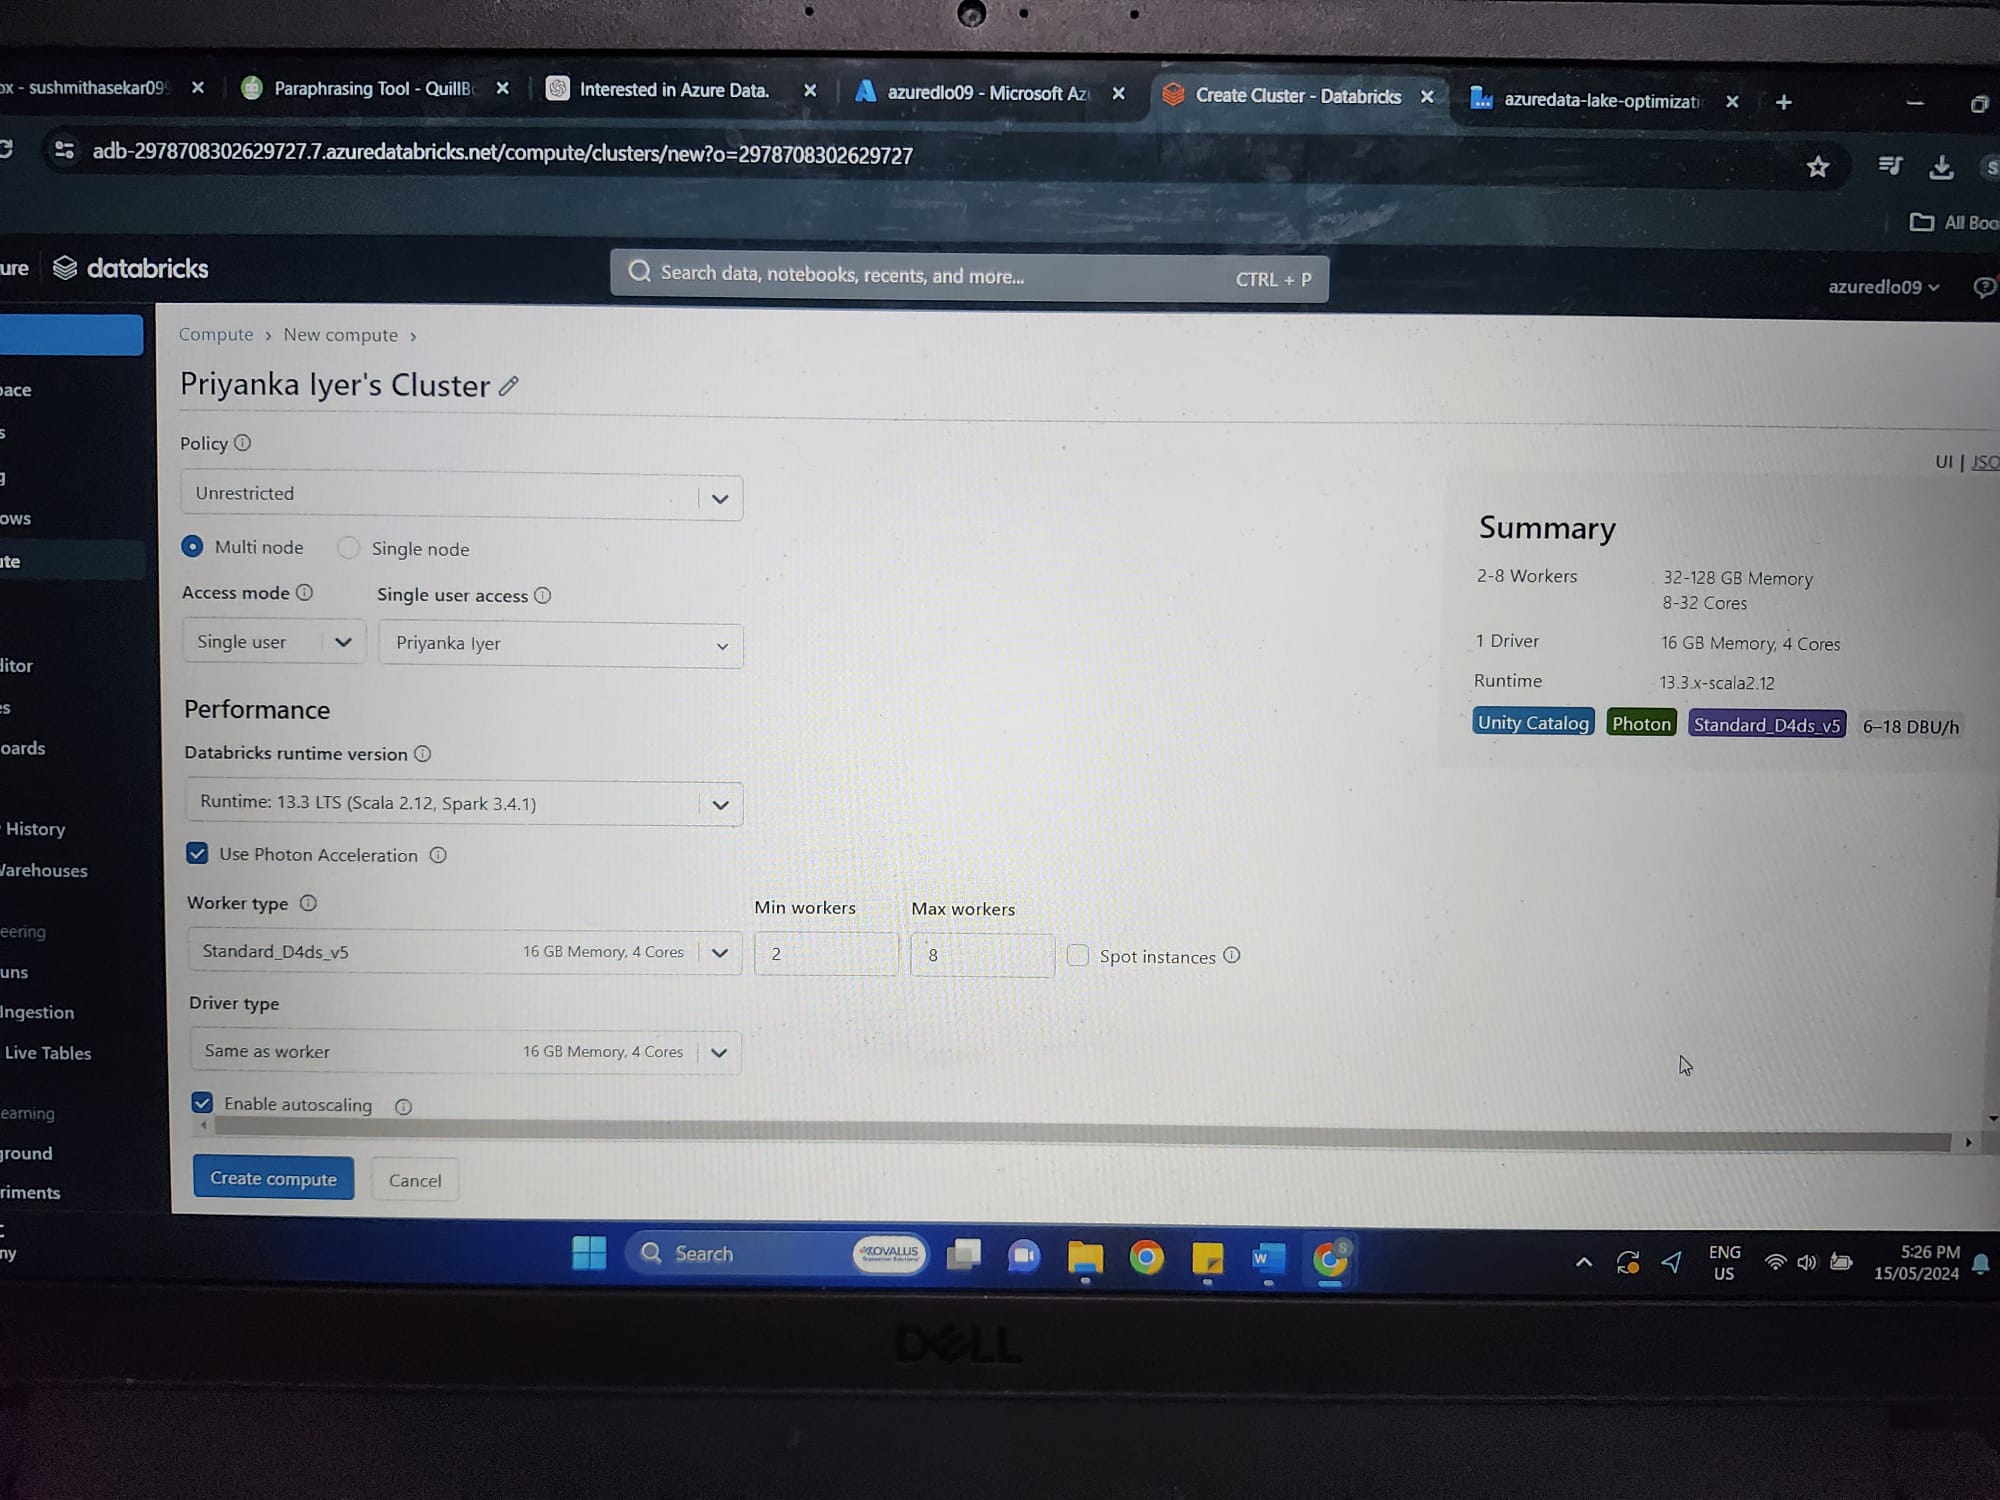 ox - sushmithasekar099
Paraphrasing Tool - QuillB
Interested in Azure Data.
azuredlo09 - Microsoft Az
Create Cluster - Databricks
azuredata-lake-optimizati
adb-2978708302629727.7.azuredatabricks.net/compute/clusters/new?o=2978708302629727
All Boo
ure
databricks
Search data, notebooks, recents, and more...
CTRL + P
azuredlo09
Compute > New compute >
Priyanka Iyer's Cluster
Policy
UI | JSO
Unrestricted
Multi node
Single node
Access mode
Single user access
Single user
Priyanka Iyer
Performance
Databricks runtime version
Runtime: 13.3 LTS (Scala 2.12, Spark 3.4.1)
Use Photon Acceleration
Worker type
Min workers
Max workers
Standard_D4ds_v5
16 GB Memory, 4 Cores
2
8
Spot instances
Driver type
Same as worker
16 GB Memory, 4 Cores
Enable autoscaling
Create compute
Cancel
Summary
2-8 Workers
32-128 GB Memory
8-32 Cores
1 Driver
16 GB Memory, 4 Cores
Runtime
13.3.x-scala2.12
Unity Catalog
Photon
Standard_D4ds_v5
6–18 DBU/h
pace
s
g
ows
ute
ditor
es
oards
History
Warehouses
eering
uns
Ingestion
Live Tables
earning
ground
riments
ny
Search
KOVALUS
S
W
ENG
US
5:26 PM
15/05/2024
DELL